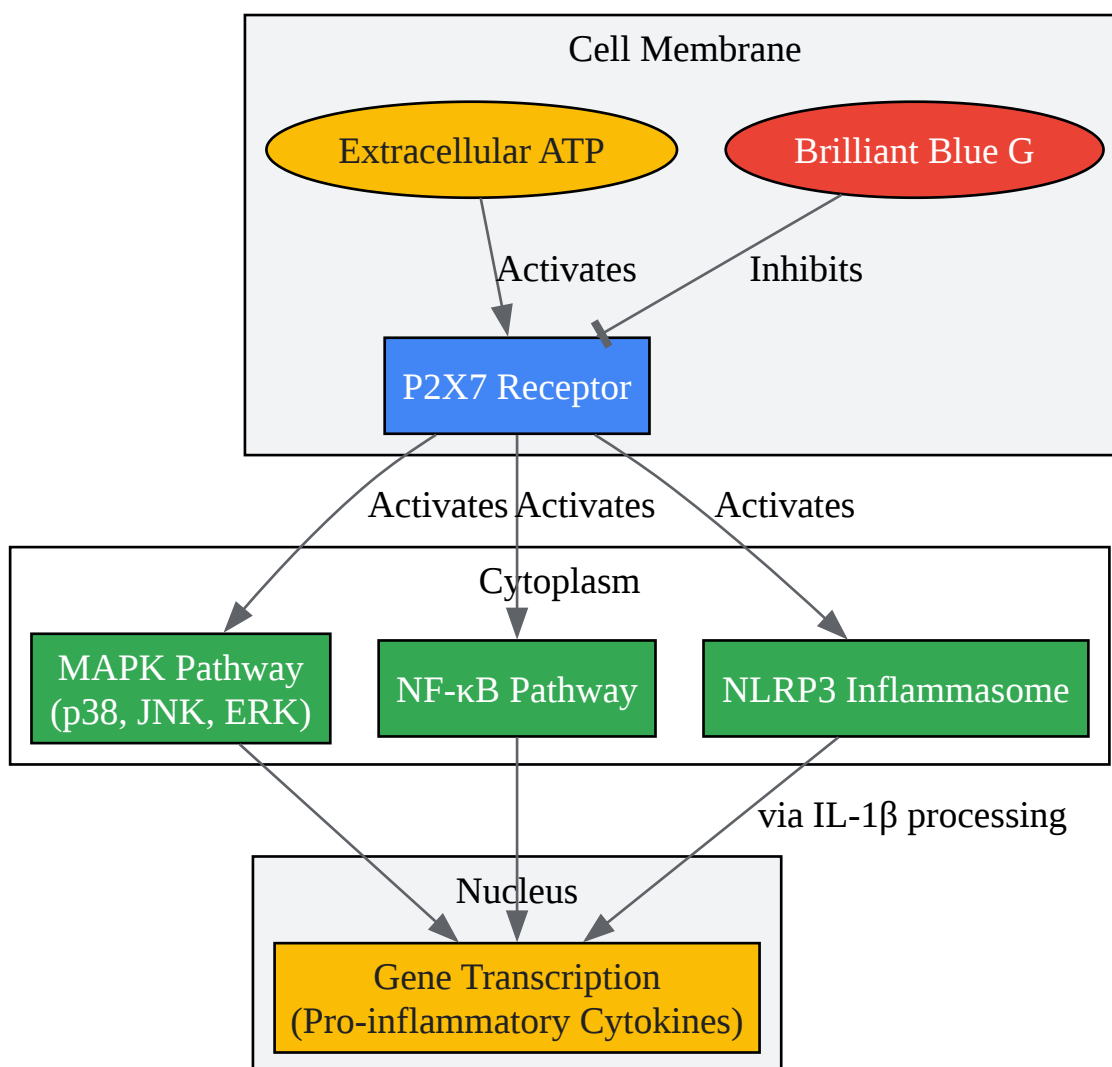 Cell Membrane
Extracellular ATP
Brilliant Blue G
Activates
Inhibits
P2X7 Receptor
Activates
Activates
Activates
Cytoplasm
MAPK Pathway
(p38, JNK, ERK)
NF-κB Pathway
NLRP3 Inflammasome
via IL-1β processing
Nucleus
Gene Transcription
(Pro-inflammatory Cytokines)